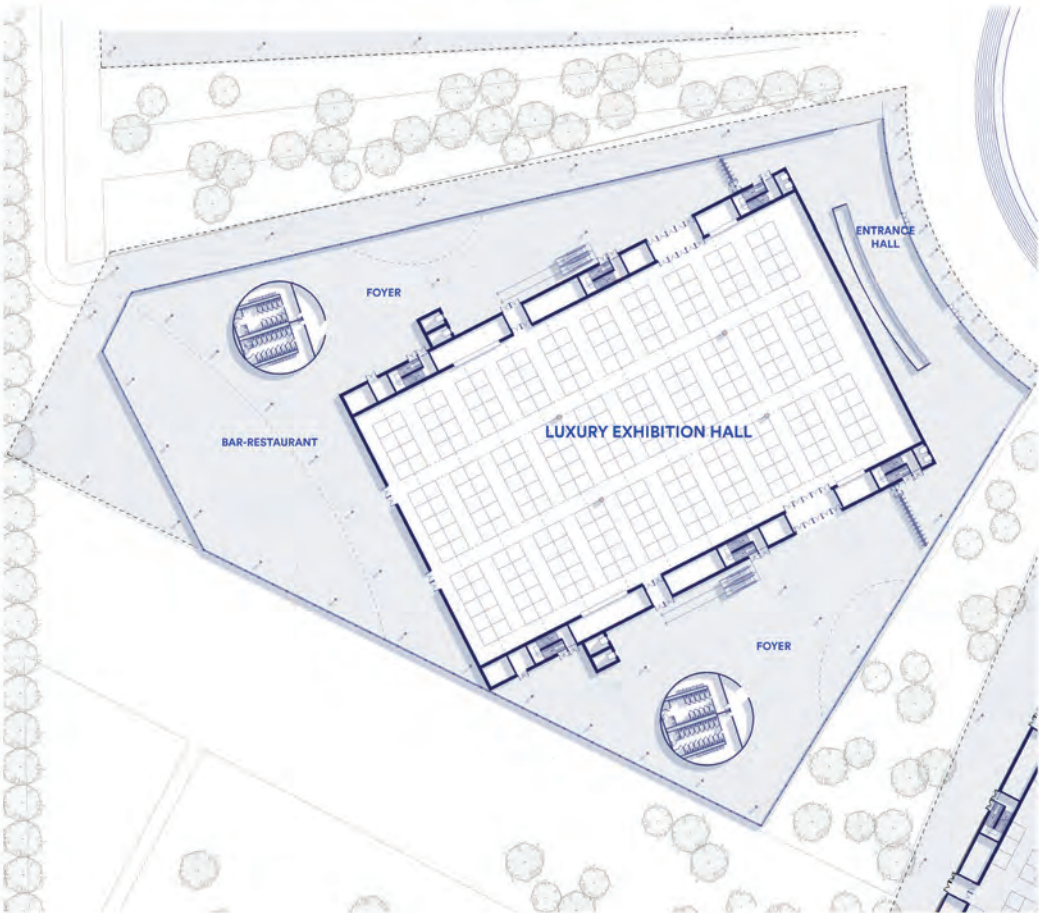 ENTRANCE
HALL
FOYER
BAR-RESTAURANT
LUXURY EXHIBITION HALL
FOYER